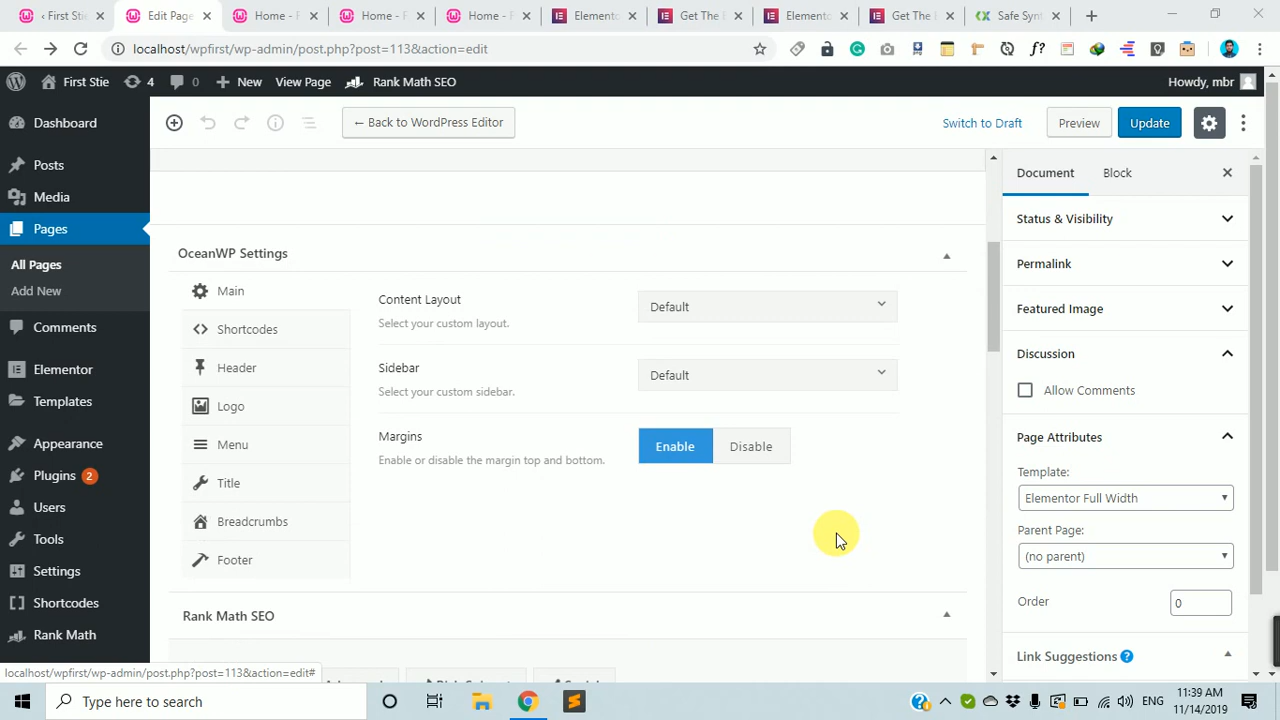 ‹ First Stie
Edit Page
Home - F
Home - F
Home - F
Elemento
Get The E
Elemento
Get The E
Safe Synt
localhost/wpfirst/wp-admin/post.php?post=113&action=edit
First Stie
4
0
New
View Page
Rank Math SEO
Howdy, mbr
Dashboard
Posts
Media
Pages
All Pages
Add New
Comments
Elementor
Templates
Appearance
Plugins 2
Users
Tools
Settings
Shortcodes
Rank Math
← Back to WordPress Editor
Switch to Draft
Preview
Update
OceanWP Settings
Main
Shortcodes
Header
Logo
Menu
Title
Breadcrumbs
Footer
Content Layout
Select your custom layout.
Default
Sidebar
Select your custom sidebar.
Default
Margins
Enable or disable the margin top and bottom.
Enable
Disable
Rank Math SEO
Document
Block
Status & Visibility
Permalink
Featured Image
Discussion
Allow Comments
Page Attributes
Template:
Elementor Full Width
Parent Page:
(no parent)
Order
0
Link Suggestions
localhost/wpfirst/wp-admin/post.php?post=113&action=edit#
Type here to search
ENG
11:39 AM
11/14/2019